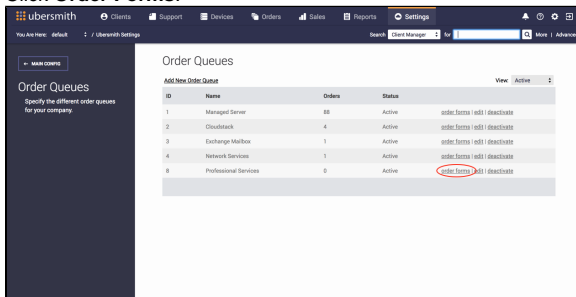 Click Order Forms.
ubersmith Clients Support Devices Orders Sales Reports Settings
You Are Here: default / Ubersmith Settings Search Client Manager for More | Advance
← MAIN CONFIG
Order Queues
Specify the different order queues
for your company.
Order Queues
Add New Order Queue View: Active
ID Name Orders Status
1 Managed Server 88 Active order forms | edit | deactivate
2 Cloudstack 4 Active order forms | edit | deactivate
3 Exchange Mailbox 1 Active order forms | edit | deactivate
4 Network Services 1 Active order forms | edit | deactivate
8 Professional Services 0 Active order forms | edit | deactivate